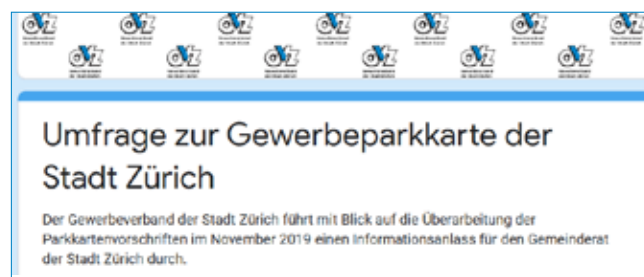 Umfrage zur Gewerbeparkkarte der
Stadt Zürich
Der Gewerbeverband der Stadt Zürich führt mit Blick auf die Überarbeitung der
Parkkartenvorschriften im November 2019 einen Informationsanlass für den Gemeinderat
der Stadt Zürich durch.